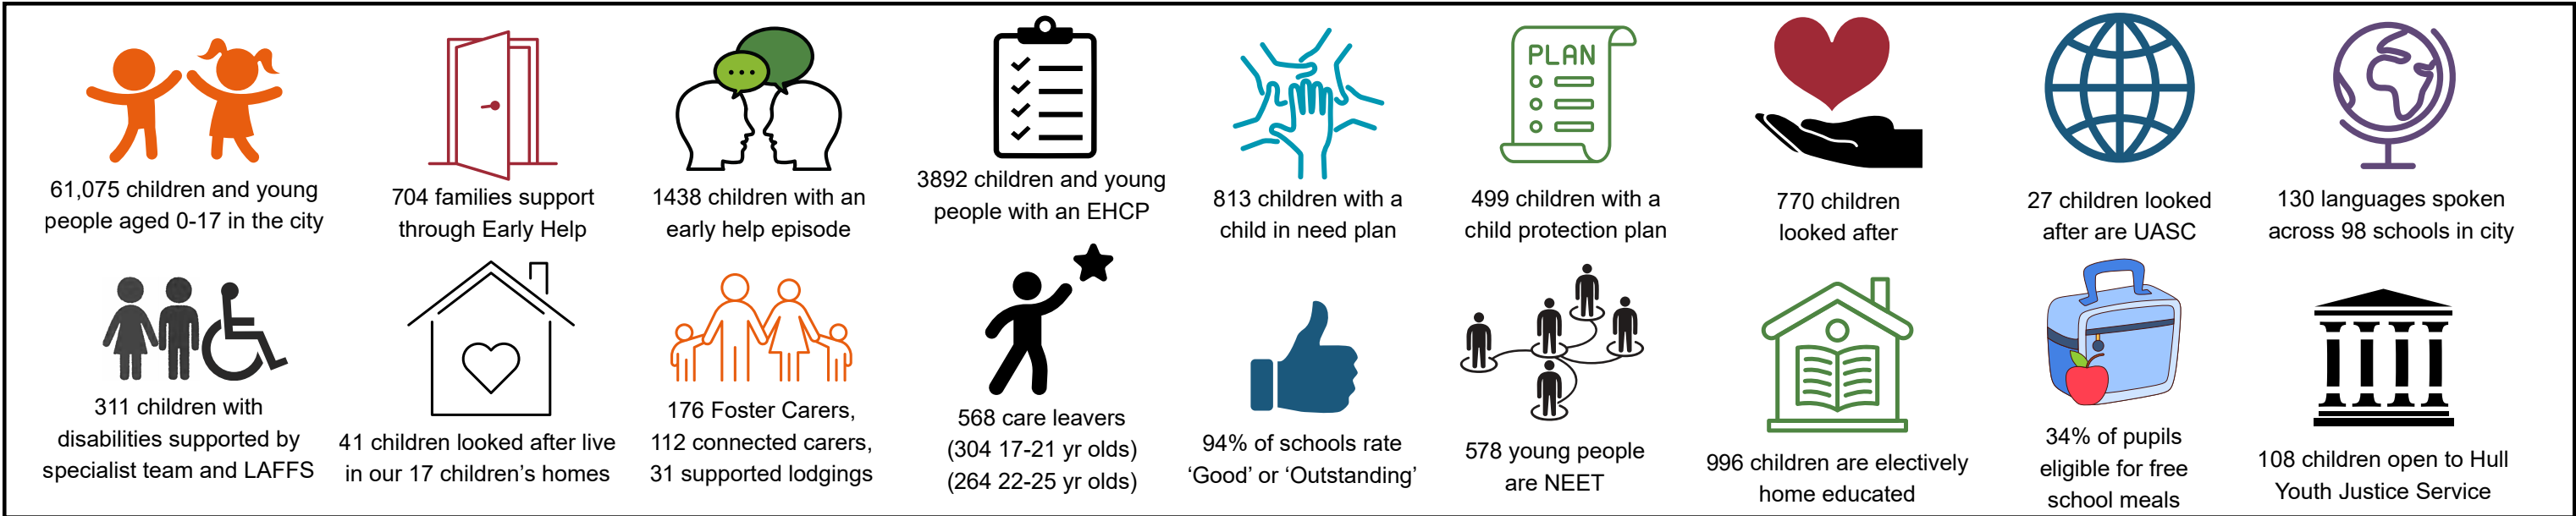 61,075 children and young
people aged 0-17 in the city
704 families support
through Early Help
1438 children with an
early help episode
3892 children and young
people with an EHCP
813 children with a
child in need plan
PLAN
499 children with a
child protection plan
770 children
looked after
27 children looked
after are UASC
130 languages spoken
across 98 schools in city
311 children with
disabilities supported by
specialist team and LAFFS
41 children looked after live
in our 17 children’s homes
176 Foster Carers,
112 connected carers,
31 supported lodgings
568 care leavers
(304 17-21 yr olds)
(264 22-25 yr olds)
94% of schools rate
‘Good’ or ‘Outstanding’
578 young people
are NEET
996 children are electively
home educated
34% of pupils
eligible for free
school meals
108 children open to Hull
Youth Justice Service